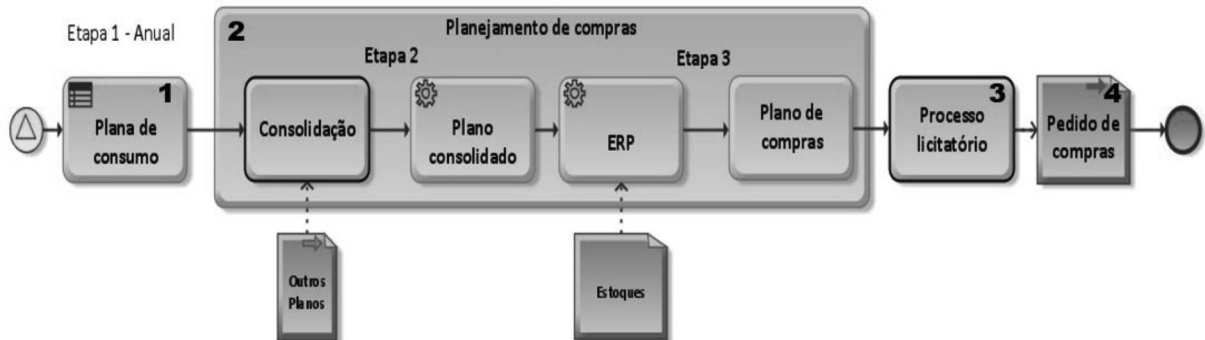 Etapa 1 - Anual
1
Plana de
consumo
2
Planejamento de compras
Etapa 2
Etapa 3
Consolidação
Plano
consolidado
ERP
Plano de
compras
3
Processo
licitatório
4
Pedido de
compras
Outros
Planos
Estoques